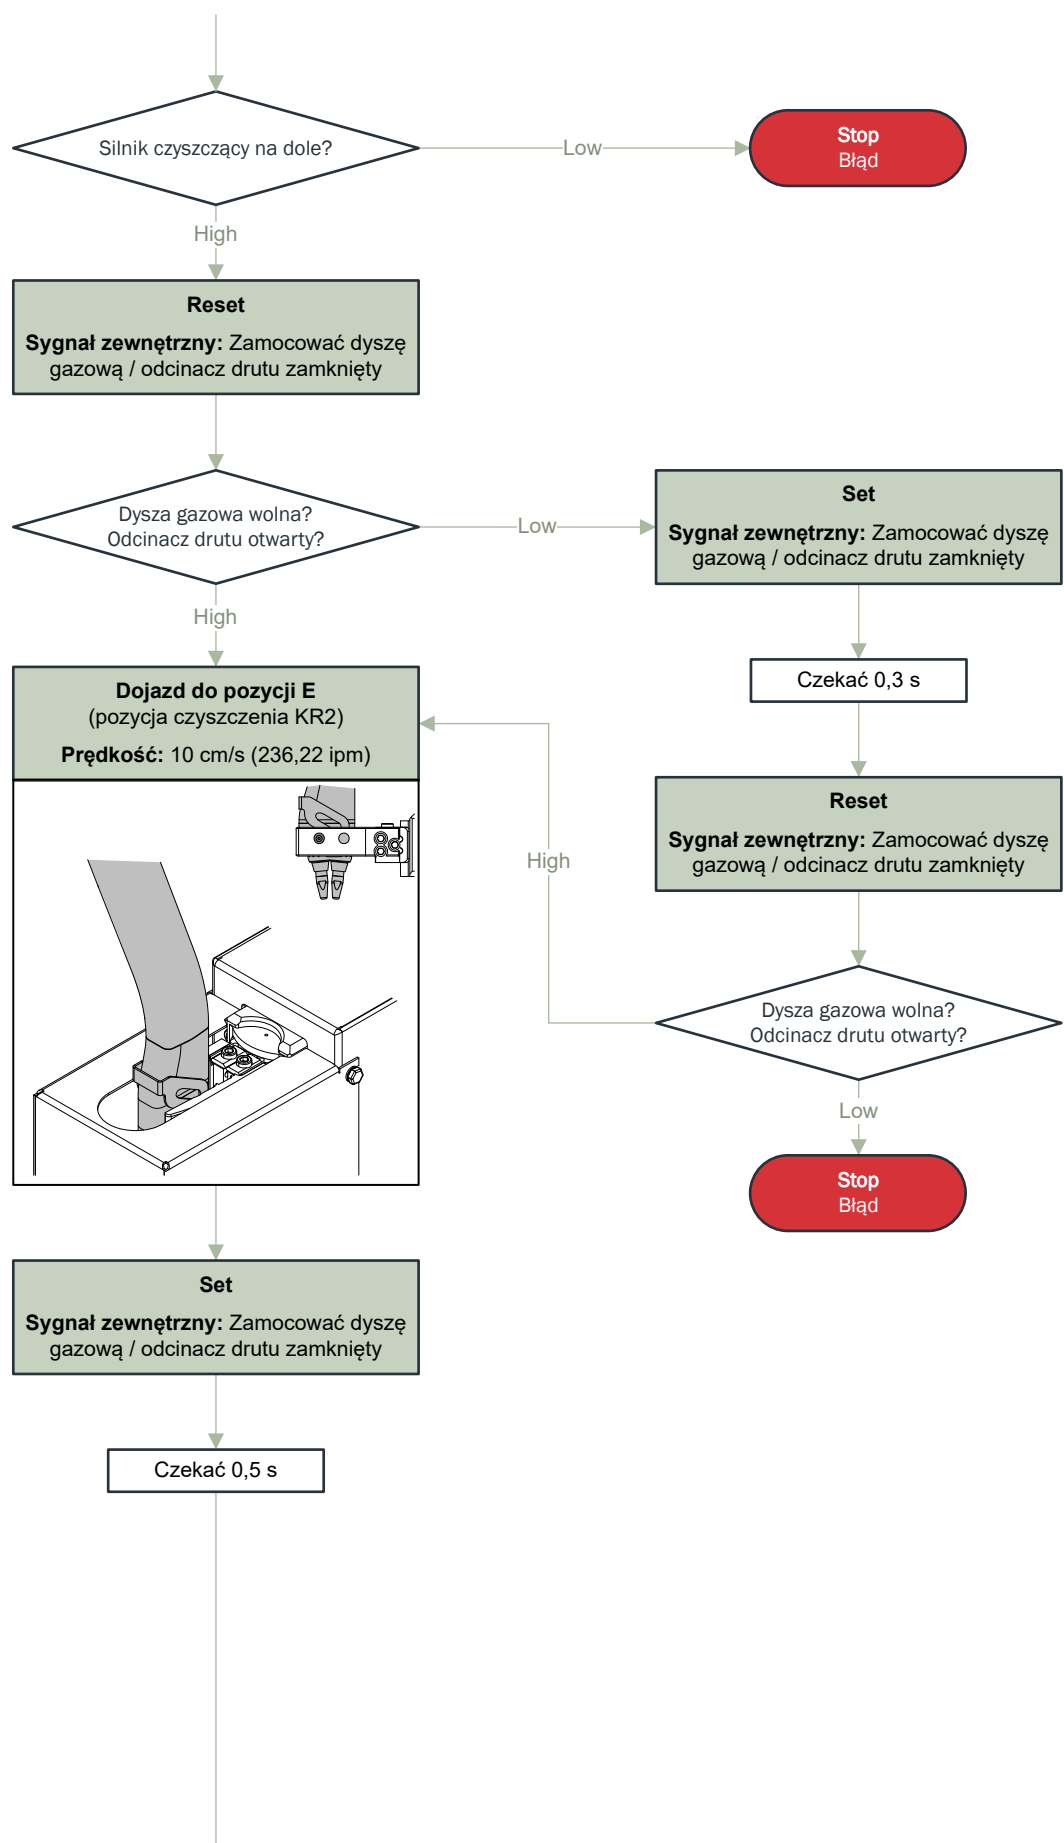 Silnik czyszczący na dole?
Low
Stop
Błąd
High
Reset
Sygnał zewnętrzny: Zamocować dyszę
gazową / odcinacz drutu zamknięty
Dysza gazowa wolna?
Odcinacz drutu otwarty?
Low
Set
Sygnał zewnętrzny: Zamocować dyszę
gazową / odcinacz drutu zamknięty
High
Czekać 0,3 s
Dojazd do pozycji E
(pozycja czyszczenia KR2)
Prędkość: 10 cm/s (236,22 ipm)
Reset
Sygnał zewnętrzny: Zamocować dyszę
gazową / odcinacz drutu zamknięty
High
Dysza gazowa wolna?
Odcinacz drutu otwarty?
Low
Stop
Błąd
Set
Sygnał zewnętrzny: Zamocować dyszę
gazową / odcinacz drutu zamknięty
Czekać 0,5 s